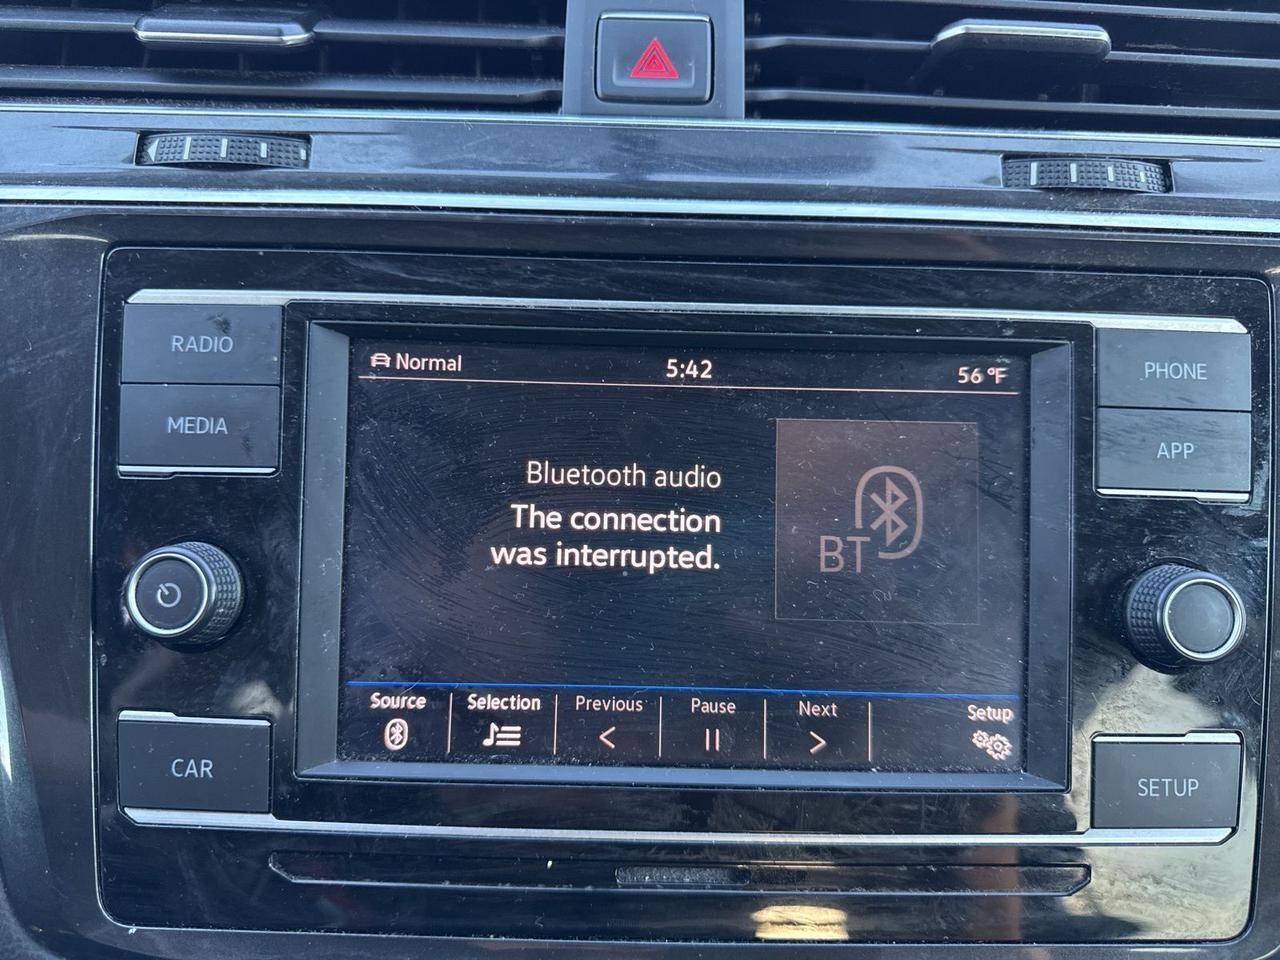 RADIO
MEDIA
CAR
Normal
5:42
56 °F
Bluetooth audio
The connection
was interrupted.
BT
Source
Selection
Previous
Pause
Next
Setup
PHONE
APP
SETUP